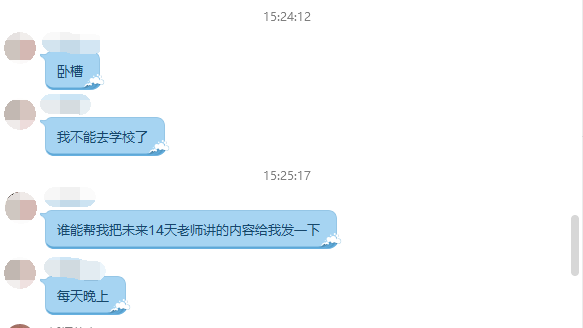 15:24:12
卧槽
我不能去学校了
15:25:17
谁能帮我把未来14天老师讲的内容给我发一下
每天晚上